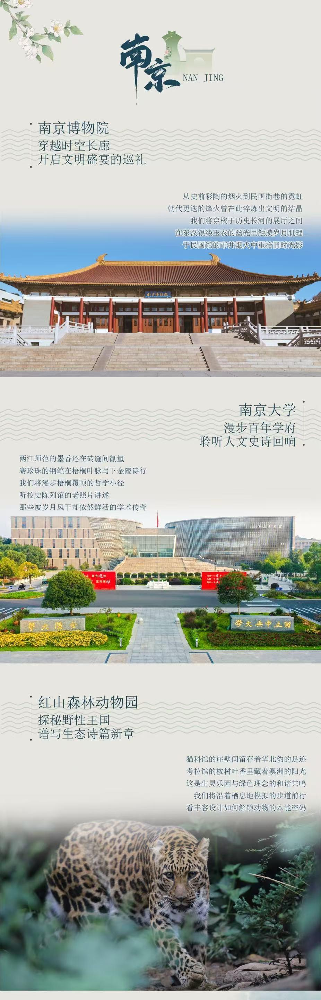 南京
NAN JING
南京博物院
穿越时空长廊
开启文明盛宴的巡礼
从史前彩陶的烟火到民国街巷的霓虹
朝代更迭的烽火曾在此淬炼出文明的结晶
我们将穿梭于历史长河的展厅之间
在东汉银缕玉衣的幽光里触摸岁月肌理
于民国馆的市井烟火中重拾旧时光影
南京博物院
南京大学
漫步百年学府
聆听人文史诗回响
两江师范的墨香还在砖缝间氤氲
赛珍珠的钢笔在梧桐叶脉写下金陵诗行
我们将漫步梧桐覆顶的哲学小径
听校史陈列馆的老照片讲述
那些被岁月风干却依然鲜活的学术传奇
争先进位
应势而动
學大陵金
學大央中立國
红山森林动物园
探秘野性王国
谱写生态诗篇新章
猫科馆的崖壁间留存着华北豹的足迹
考拉馆的桉树叶香里藏着澳洲的阳光
这是生灵乐园与绿色理念的和谐共鸣
我们将沿着栖息地模拟的步道前行
看丰容设计如何解锁动物的本能密码